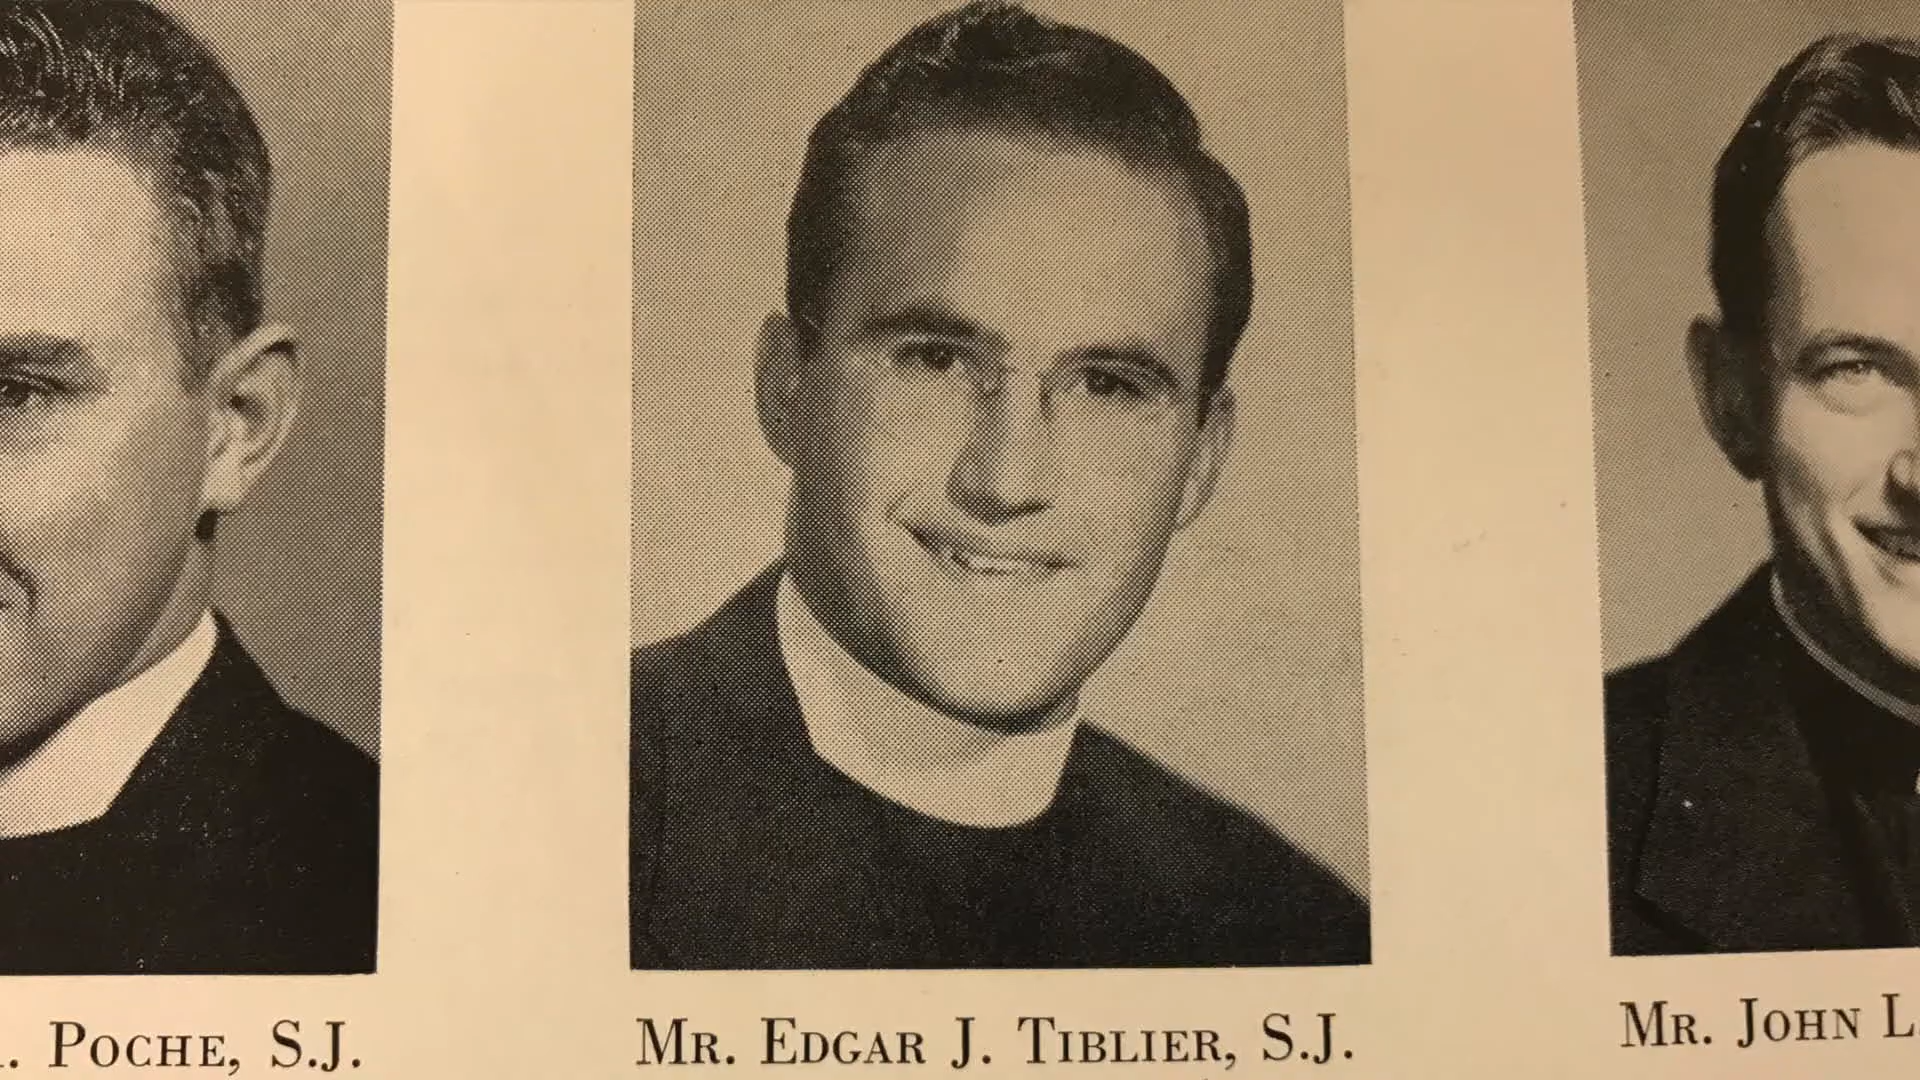 . POCHE, S.J.
MR. EDGAR J. TIBLIER, S.J.
MR. JOHN L